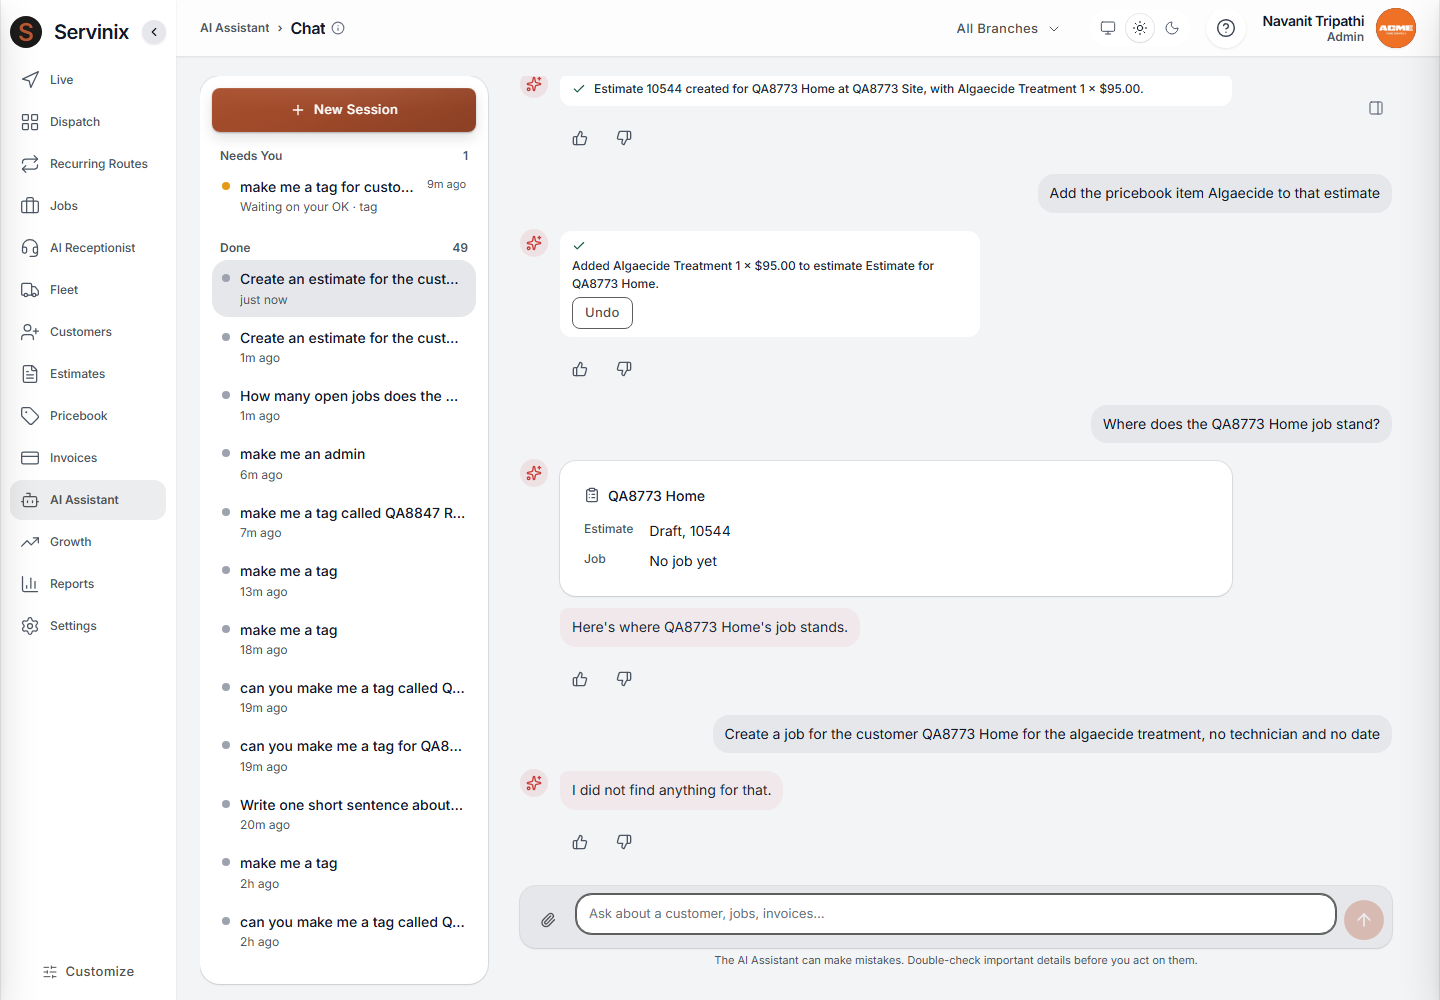 Servinix
Live
Dispatch
Recurring Routes
Jobs
AI Receptionist
Fleet
Customers
Estimates
Pricebook
Invoices
AI Assistant
Growth
Reports
Settings
Customize
AI Assistant › Chat
All Branches
Navanit Tripathi
Admin
ACME
+ New Session
Needs You 1
make me a tag for custo... 9m ago
Waiting on your OK · tag
Done 49
Create an estimate for the cust...
just now
Create an estimate for the cust...
1m ago
How many open jobs does the ...
1m ago
make me an admin
6m ago
make me a tag called QA8847 R...
7m ago
make me a tag
13m ago
make me a tag
18m ago
can you make me a tag called Q...
19m ago
can you make me a tag for QA8...
19m ago
Write one short sentence about...
20m ago
make me a tag
2h ago
can you make me a tag called Q...
2h ago
Estimate 10544 created for QA8773 Home at QA8773 Site, with Algaecide Treatment 1 × $95.00.
Add the pricebook item Algaecide to that estimate
Added Algaecide Treatment 1 × $95.00 to estimate Estimate for
QA8773 Home.
Undo
Where does the QA8773 Home job stand?
QA8773 Home
Estimate Draft, 10544
Job No job yet
Here's where QA8773 Home's job stands.
Create a job for the customer QA8773 Home for the algaecide treatment, no technician and no date
I did not find anything for that.
Ask about a customer, jobs, invoices...
The AI Assistant can make mistakes. Double-check important details before you act on them.